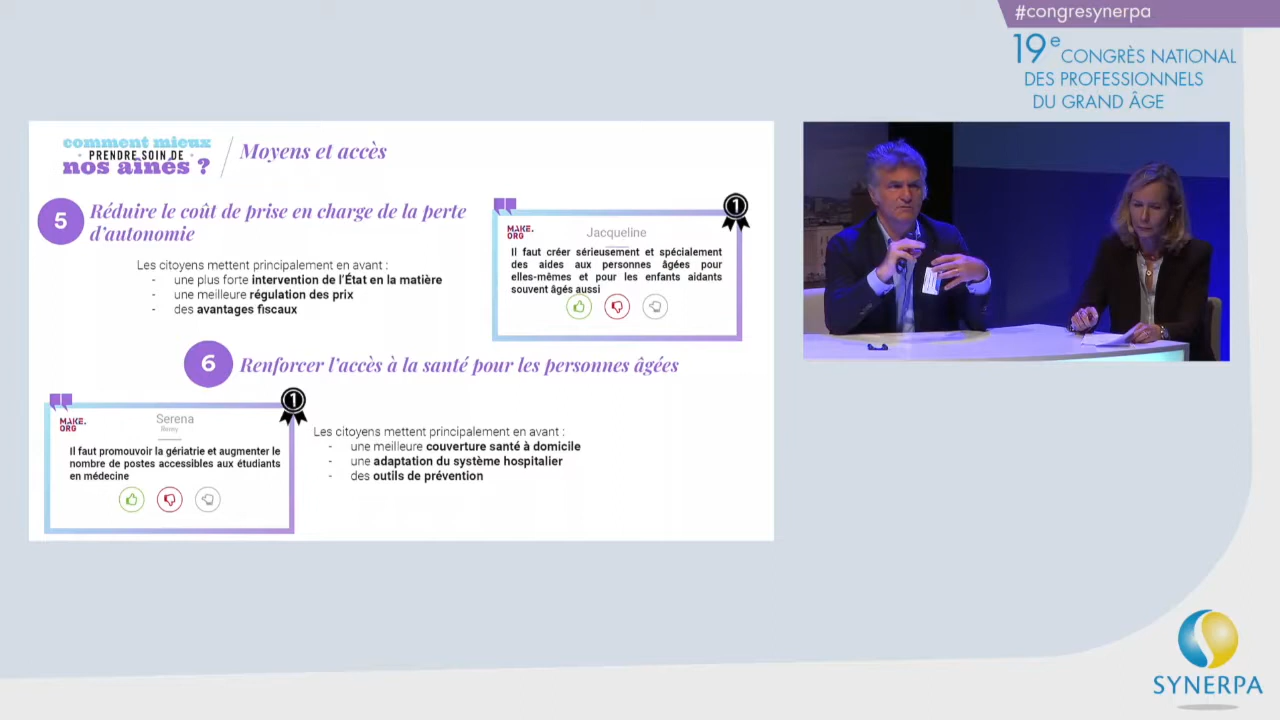 #congresynerpa
19e CONGRÈS NATIONAL
DES PROFESSIONNELS
DU GRAND ÂGE
comment mieux
PRENDRE SOIN DE
nos aînés ?
Moyens et accès
5
Réduire le coût de prise en charge de la perte
d’autonomie
Les citoyens mettent principalement en avant :
- une plus forte intervention de l’État en la matière
- une meilleure régulation des prix
- des avantages fiscaux
1
MAKE.
ORG
Jacqueline
Il faut créer sérieusement et spécialement
des aides aux personnes âgées pour
elles-mêmes et pour les enfants aidants
souvent âgés aussi
6
Renforcer l’accès à la santé pour les personnes âgées
1
MAKE.
ORG
Serena
Il faut promouvoir la gériatrie et augmenter le
nombre de postes accessibles aux étudiants
en médecine
Les citoyens mettent principalement en avant :
- une meilleure couverture santé à domicile
- une adaptation du système hospitalier
- des outils de prévention
SYNERPA